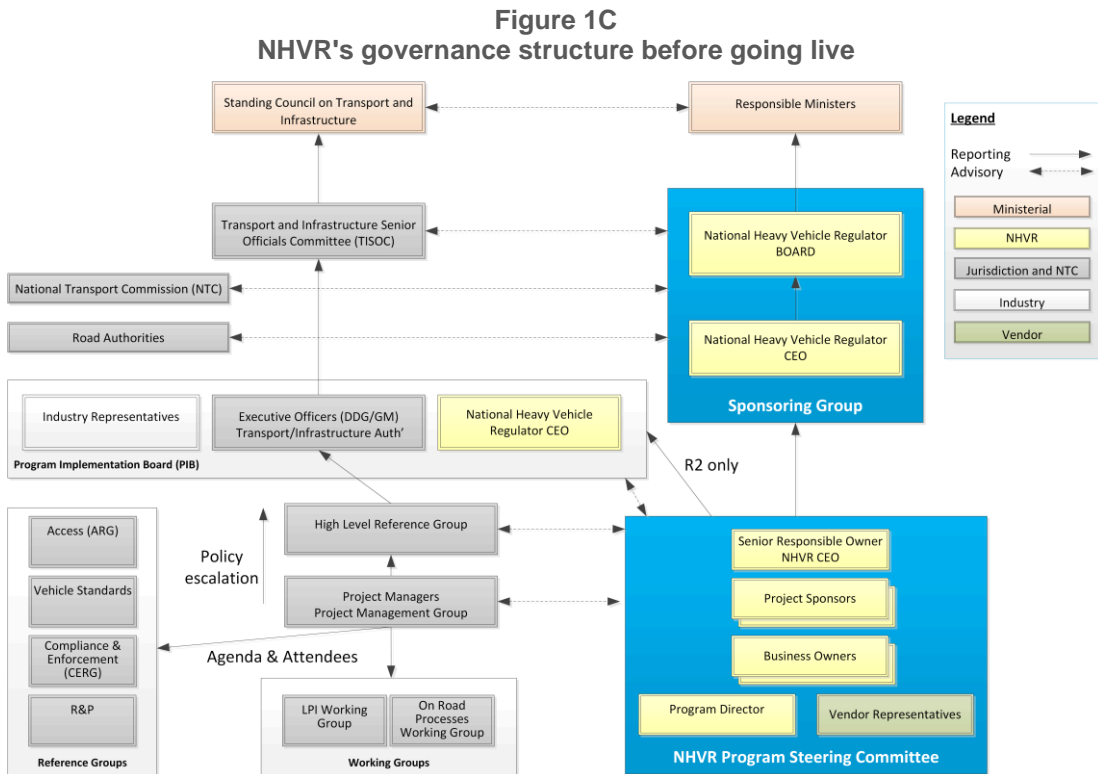 Figure 1C
NHVR's governance structure before going live
Standing Council on Transport and
Infrastructure
Responsible Ministers
Legend
Reporting
Advisory
Ministerial
NHVR
Jurisdiction and NTC
Industry
Vendor
Transport and Infrastructure Senior
Officials Committee (TISOC)
National Heavy Vehicle Regulator
BOARD
National Transport Commission (NTC)
Road Authorities
National Heavy Vehicle Regulator
CEO
Sponsoring Group
Industry Representatives
Executive Officers (DDG/GM)
Transport/Infrastructure Auth'
National Heavy Vehicle
Regulator CEO
Program Implementation Board (PIB)
R2 only
High Level Reference Group
Policy
escalation
Project Managers
Project Management Group
Agenda & Attendees
Access (ARG)
Vehicle Standards
Compliance &
Enforcement
(CERG)
R&P
Reference Groups
LPI Working
Group
On Road
Processes
Working Group
Working Groups
Senior Responsible Owner
NHVR CEO
Project Sponsors
Business Owners
Program Director
Vendor Representatives
NHVR Program Steering Committee